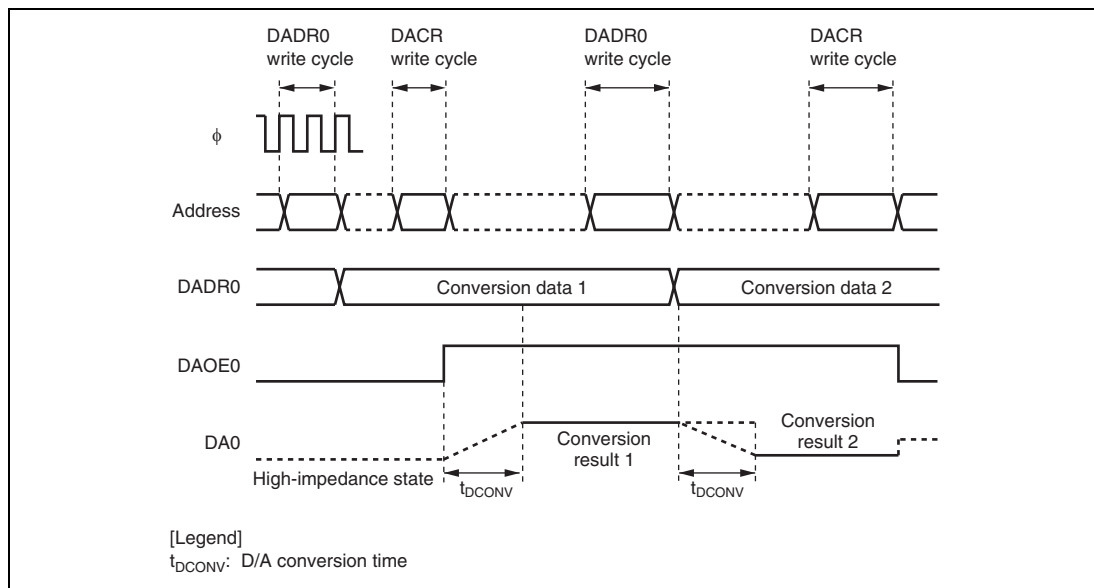 DADR0
write cycle
DACR
write cycle
DADR0
write cycle
DACR
write cycle
ϕ
Address
DADR0
Conversion data 1
Conversion data 2
DAOE0
DA0
Conversion
result 1
Conversion
result 2
High-impedance state
tDCONV
tDCONV
[Legend]
tDCONV: D/A conversion time